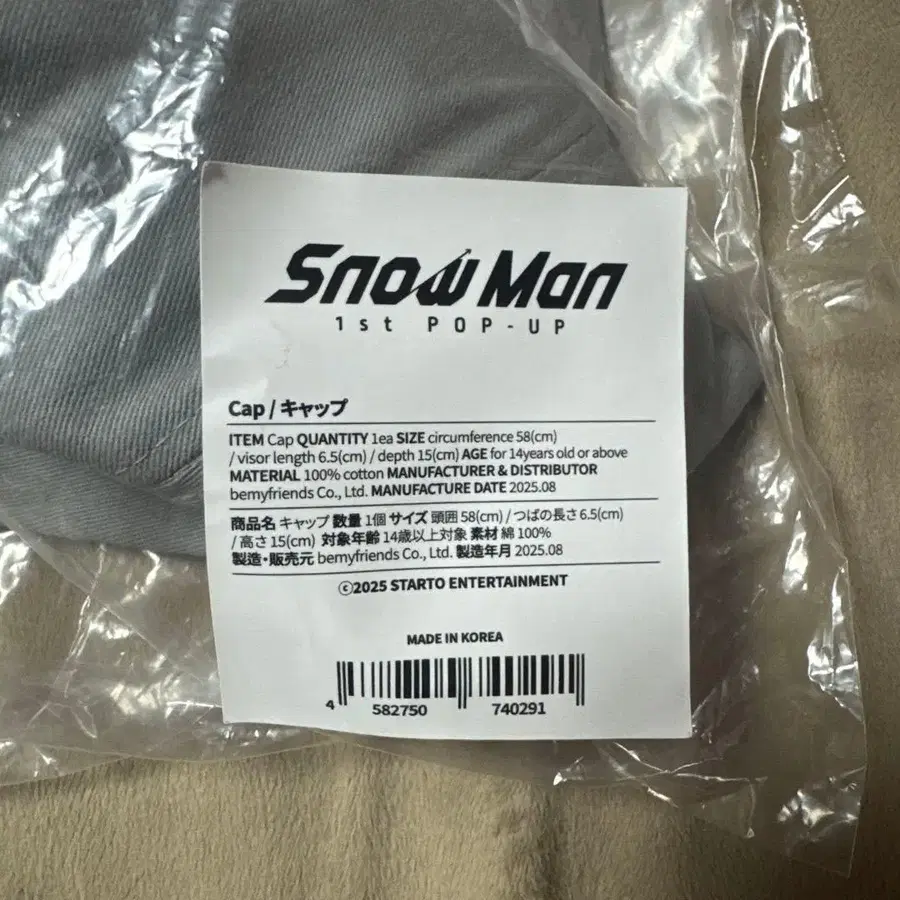 Snow Man
1st POP-UP
Cap / キャップ
ITEM Cap QUANTITY 1ea SIZE circumference 58(cm)
/ visor length 6.5(cm) / depth 15(cm) AGE for 14years old or above
MATERIAL 100% cotton MANUFACTURER & DISTRIBUTOR
bemyfriends Co., Ltd. MANUFACTURE DATE 2025.08
商品名 キャップ 数量 1個 サイズ 頭囲 58(cm) / つばの長さ 6.5(cm)
/ 高さ 15(cm) 対象年齢 14歳以上対象 素材 綿 100%
製造・販売元 bemyfriends Co., Ltd. 製造年月 2025.08
ⓒ2025 STARTO ENTERTAINMENT
MADE IN KOREA
4 582750 740291